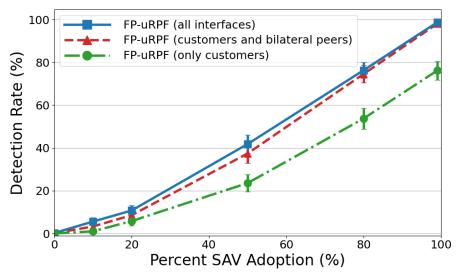 FP-uRPF (all interfaces)
FP-uRPF (customers and bilateral peers)
FP-uRPF (only customers)
Detection Rate (%)
100
80
60
40
20
0
0 20 40 60 80 100
Percent SAV Adoption (%)